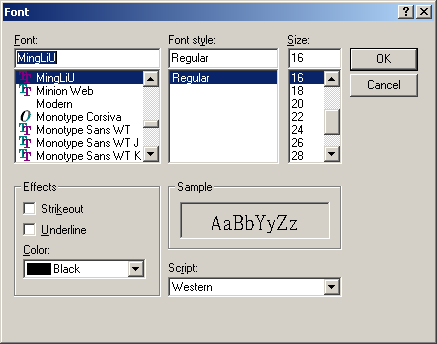 Font
Font: Font style: Size:
MingLiU Regular 16 OK
MingLiU Regular 16 Cancel
Minion Web 18
Modern 20
Monotype Corsiva 22
Monotype Sans WT 24
Monotype Sans WT J 26
Monotype Sans WT K 28
Effects Sample
Strikeout AaBbYyZz
Underline
Color:
Black
Script:
Western